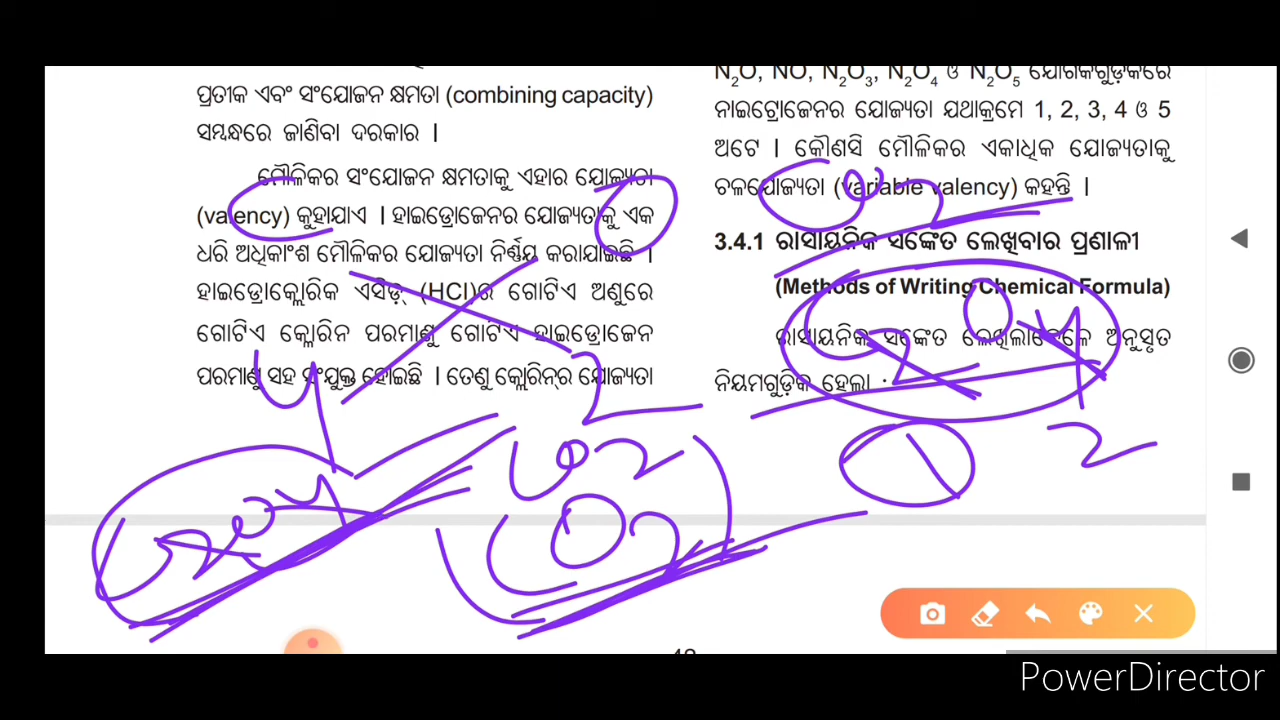 ପ୍ରତୀକ ଏବଂ ସଂଯୋଜନ କ୍ଷମତା (combining capacity)
ସମ୍ବନ୍ଧରେ ଜାଣିବା ଦରକାର ।
ମୌଳିକର ସଂଯୋଜନ କ୍ଷମତାକୁ ଏହାର ଯୋଜ୍ୟତା
(valency) କୁହାଯାଏ । ହାଇଡ୍ରୋଜେନର ଯୋଜ୍ୟତାକୁ ଏକ
ଧରି ଅଧିକାଂଶ ମୌଳିକର ଯୋଜ୍ୟତା ନିର୍ଣ୍ଣୟ କରାଯାଇଛି ।
ହାଇଡ୍ରୋକ୍ଲୋରିକ ଏସିଡ୍ (HCl)ର ଗୋଟିଏ ଅଣୁରେ
ଗୋଟିଏ କ୍ଲୋରିନ ପରମାଣୁ ଗୋଟିଏ ହାଇଡ୍ରୋଜେନ
ପରମାଣୁ ସହ ସଂଯୁକ୍ତ ହୋଇଛି । ତେଣୁ କ୍ଲୋରିନ୍‌ର ଯୋଜ୍ୟତା
N₂O, NO, N₂O₃, N₂O₄ ଓ N₂O₅ ଯୌଗିକଗୁଡ଼ିକରେ
ନାଇଟ୍ରୋଜେନର ଯୋଜ୍ୟତା ଯଥାକ୍ରମେ 1, 2, 3, 4 ଓ 5
ଅଟେ । କୌଣସି ମୌଳିକର ଏକାଧିକ ଯୋଜ୍ୟତାକୁ
ଚଳଯୋଜ୍ୟତା (variable valency) କହନ୍ତି ।
3.4.1 ରାସାୟନିକ ସଙ୍କେତ ଲେଖିବାର ପ୍ରଣାଳୀ
(Methods of Writing Chemical Formula)
ରାସାୟନିକ ସଙ୍କେତ ଲେଖିଲାବେଳେ ଅନୁସୃତ
ନିୟମଗୁଡ଼ିକ ହେଲା :
PowerDirector